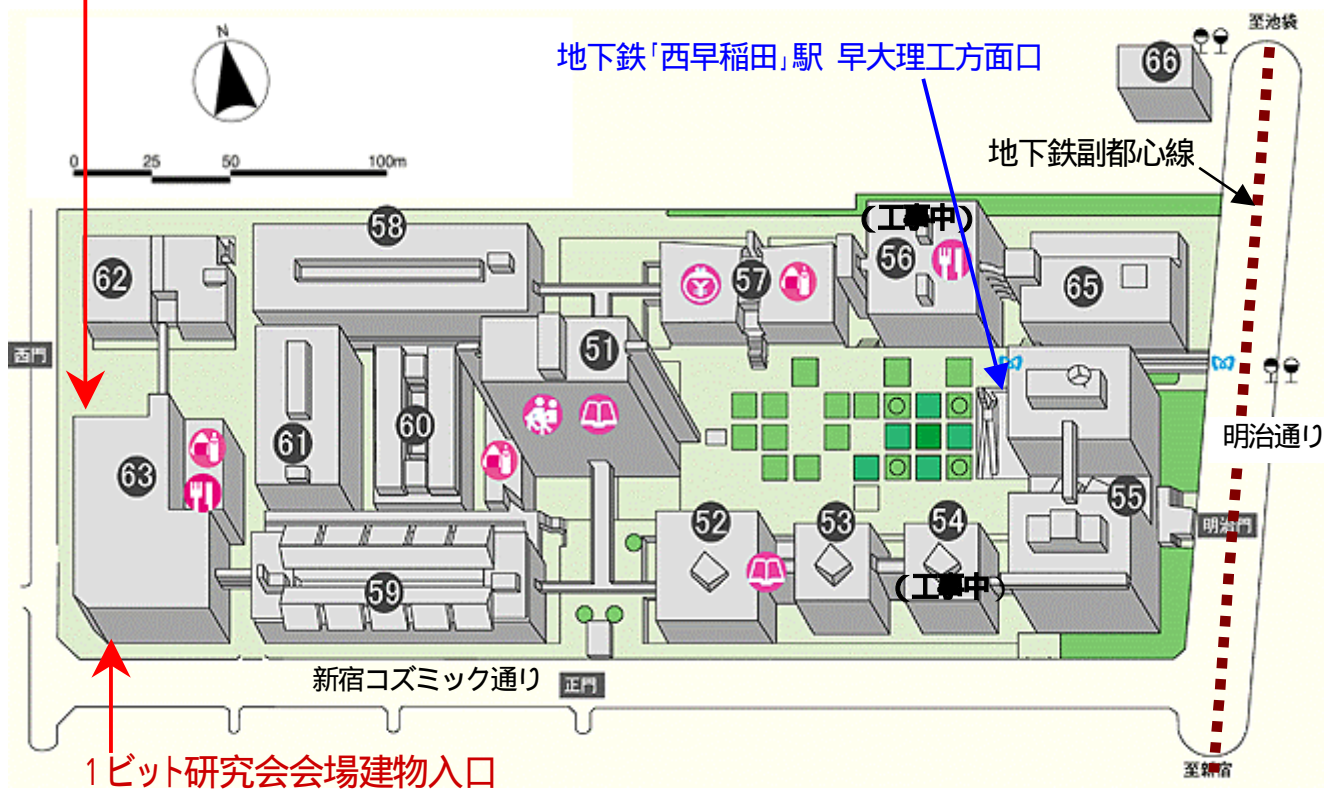 至池袋
N
地下鉄「西早稲田」駅 早大理工方面口
66
地下鉄副都心線
0 25 50 100m
58
(工事中)
62
57
56
65
51
西門
61
60
明治通り
63
55
52
53
54
明治門
(工事中)
59
新宿コズミック通り
正門
1ビット研究会会場建物入口
至新宿